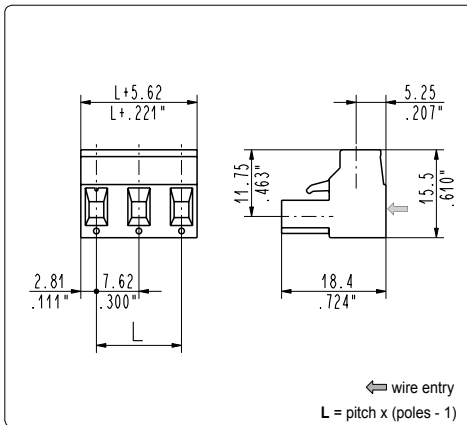 L+5.62
L+.221"
5.25
.207"
11.75
.463"
15.5
.610"
2.81
.111"
7.62
.300"
18.4
.724"
L
wire entry
L = pitch x (poles - 1)